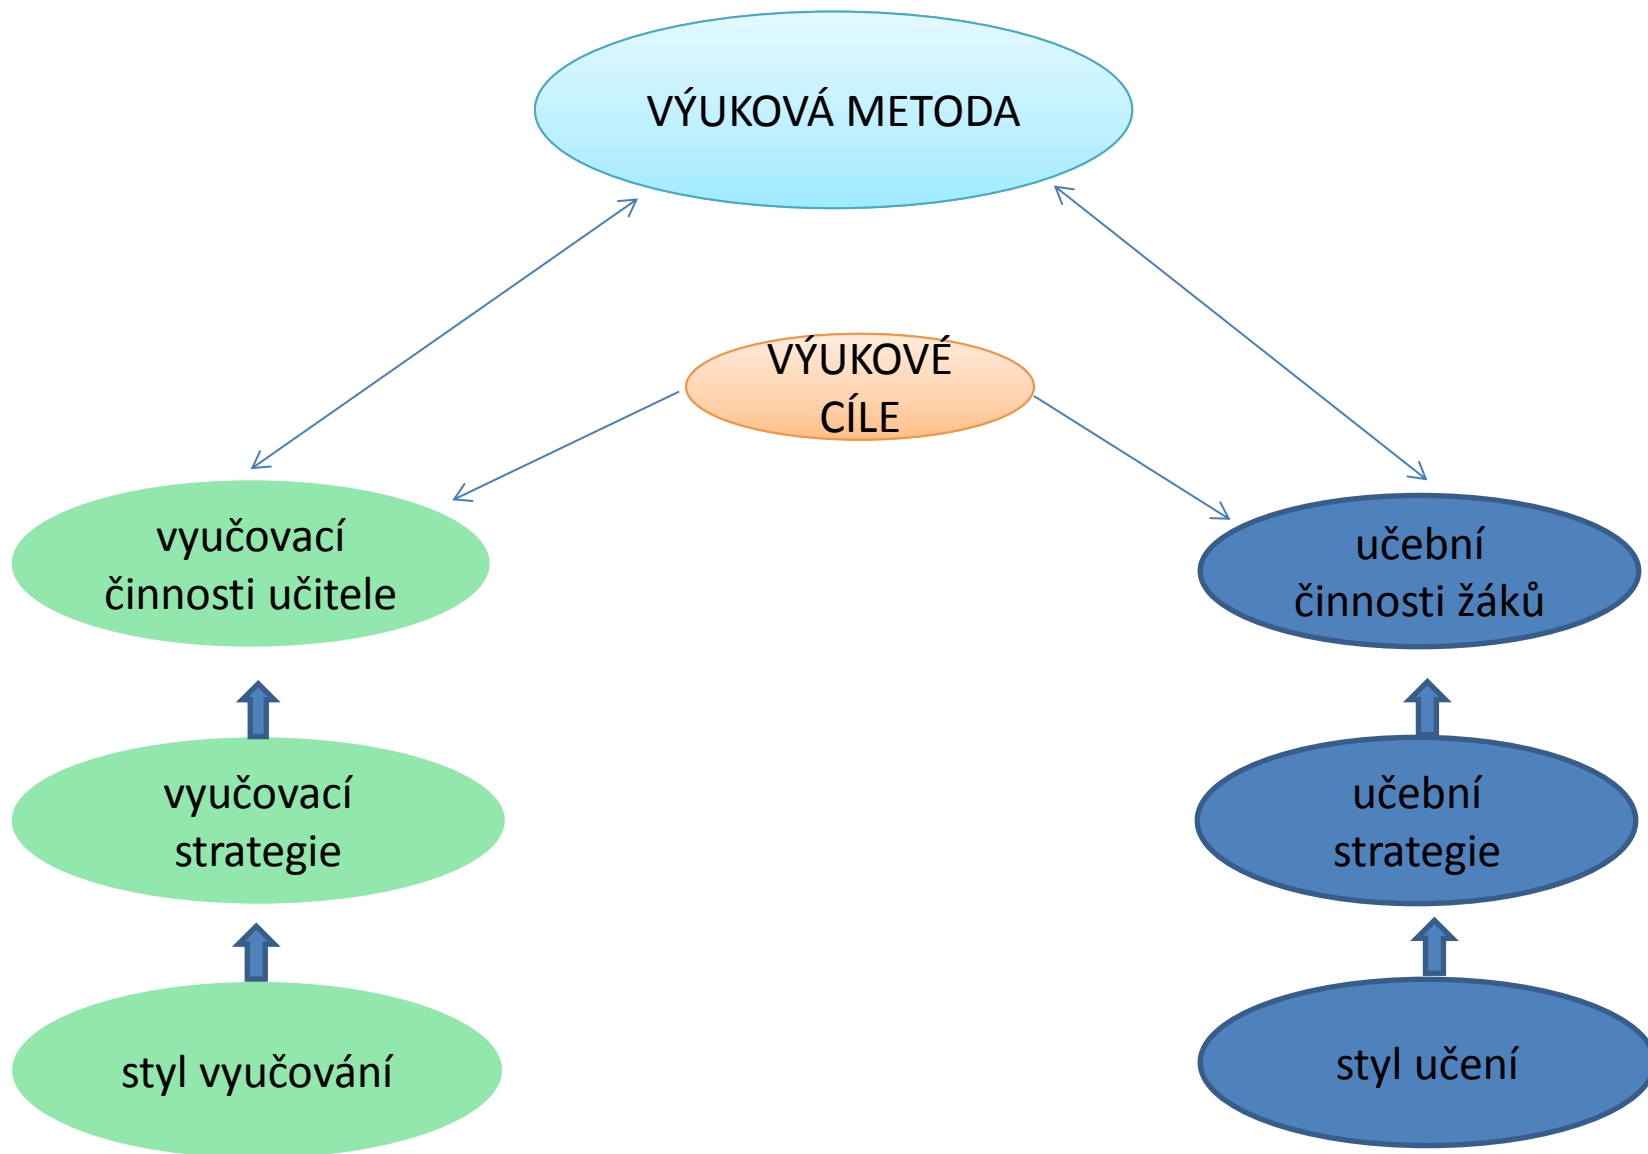 VÝUKOVÁ METODA
VÝUKOVÉ
CÍLE
vyučovací
činnosti učitele
učební
činnosti žáků
vyučovací
strategie
učební
strategie
styl vyučování
styl učení